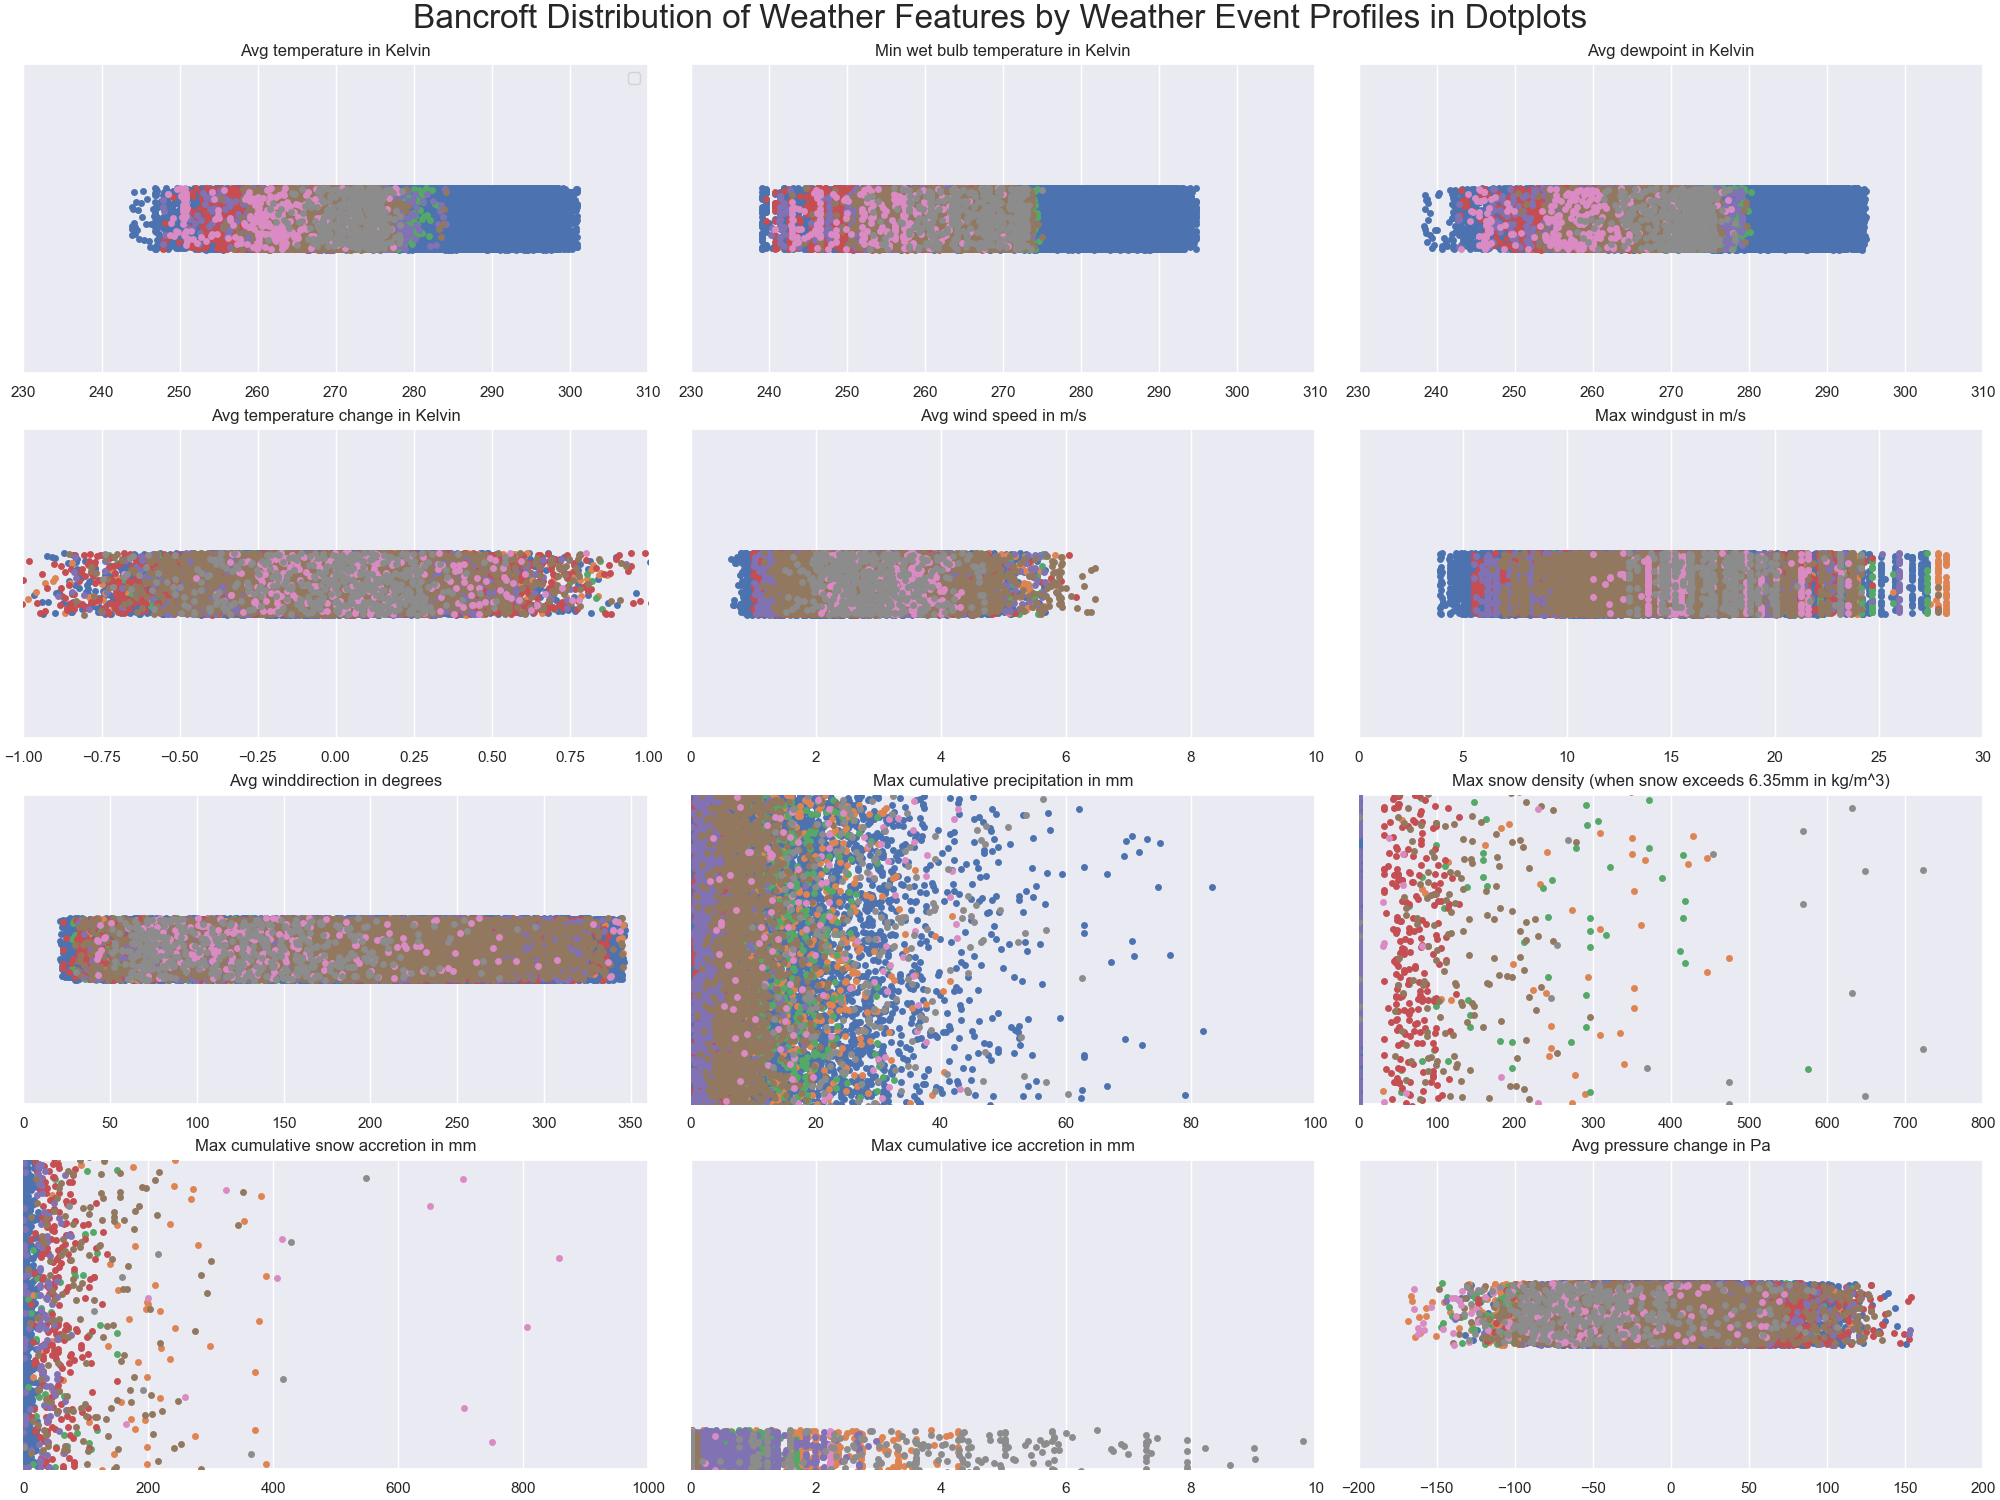 Bancroft Distribution of Weather Features by Weather Event Profiles in Dotplots
Avg temperature in Kelvin
Min wet bulb temperature in Kelvin
Avg dewpoint in Kelvin
230 240 250 260 270 280 290 300 310
230 240 250 260 270 280 290 300 310
230 240 250 260 270 280 290 300 310
Avg temperature change in Kelvin
Avg wind speed in m/s
Max windgust in m/s
−1.00 −0.75 −0.50 −0.25 0.00 0.25 0.50 0.75 1.00
0 2 4 6 8 10
0 5 10 15 20 25 30
Avg winddirection in degrees
Max cumulative precipitation in mm
Max snow density (when snow exceeds 6.35mm in kg/m^3)
0 50 100 150 200 250 300 350
0 20 40 60 80 100
0 100 200 300 400 500 600 700 800
Max cumulative snow accretion in mm
Max cumulative ice accretion in mm
Avg pressure change in Pa
0 200 400 600 800 1000
0 2 4 6 8 10
−200 −150 −100 −50 0 50 100 150 200